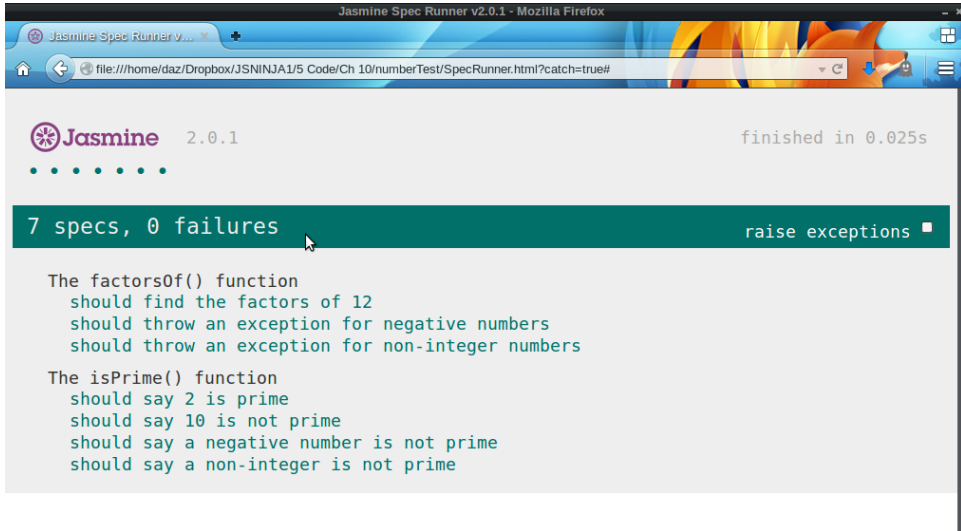 Jasmine Spec Runner v2.0.1 - Mozilla Firefox
Jasmine Spec Runner v...
file:///home/daz/Dropbox/JSNINJA1/5 Code/Ch 10/numberTest/SpecRunner.html?catch=true#
Jasmine 2.0.1 finished in 0.025s
7 specs, 0 failures raise exceptions
The factorsOf() function
should find the factors of 12
should throw an exception for negative numbers
should throw an exception for non-integer numbers
The isPrime() function
should say 2 is prime
should say 10 is not prime
should say a negative number is not prime
should say a non-integer is not prime